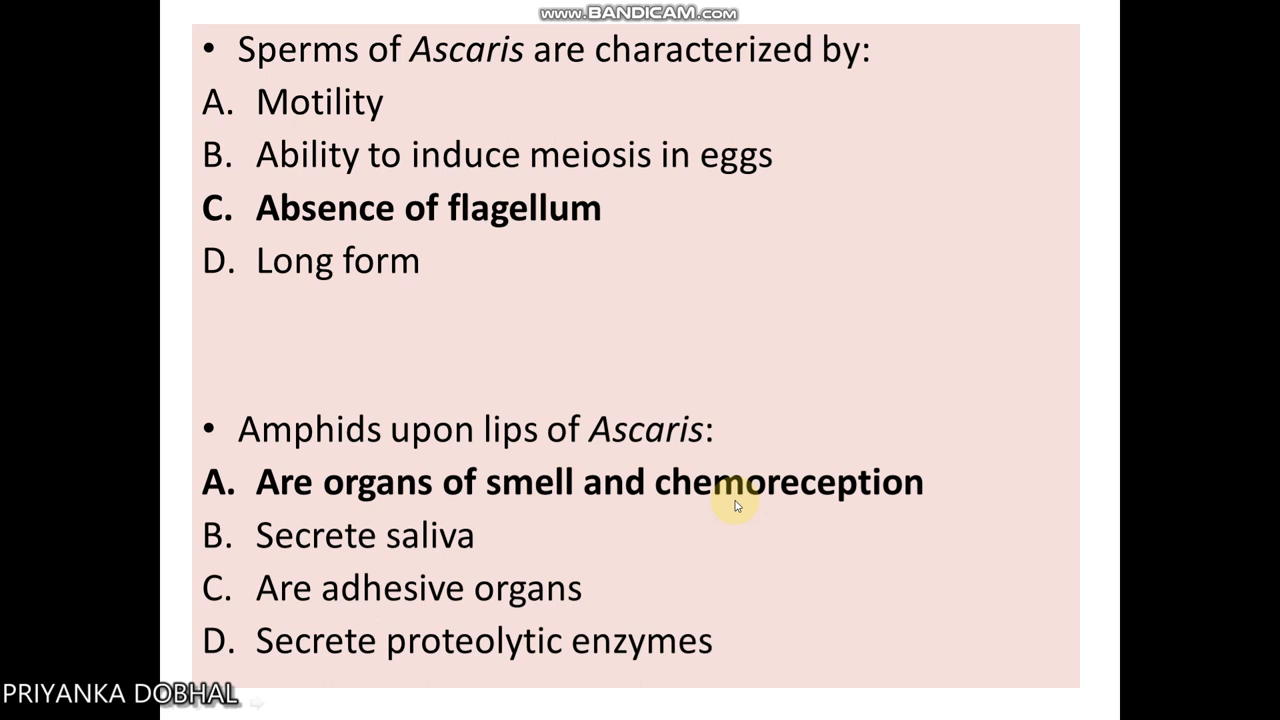 www.BANDICAM.com
• Sperms of Ascaris are characterized by:
A. Motility
B. Ability to induce meiosis in eggs
C. Absence of flagellum
D. Long form
• Amphids upon lips of Ascaris:
A. Are organs of smell and chemoreception
B. Secrete saliva
C. Are adhesive organs
D. Secrete proteolytic enzymes
PRIYANKA DOBHAL